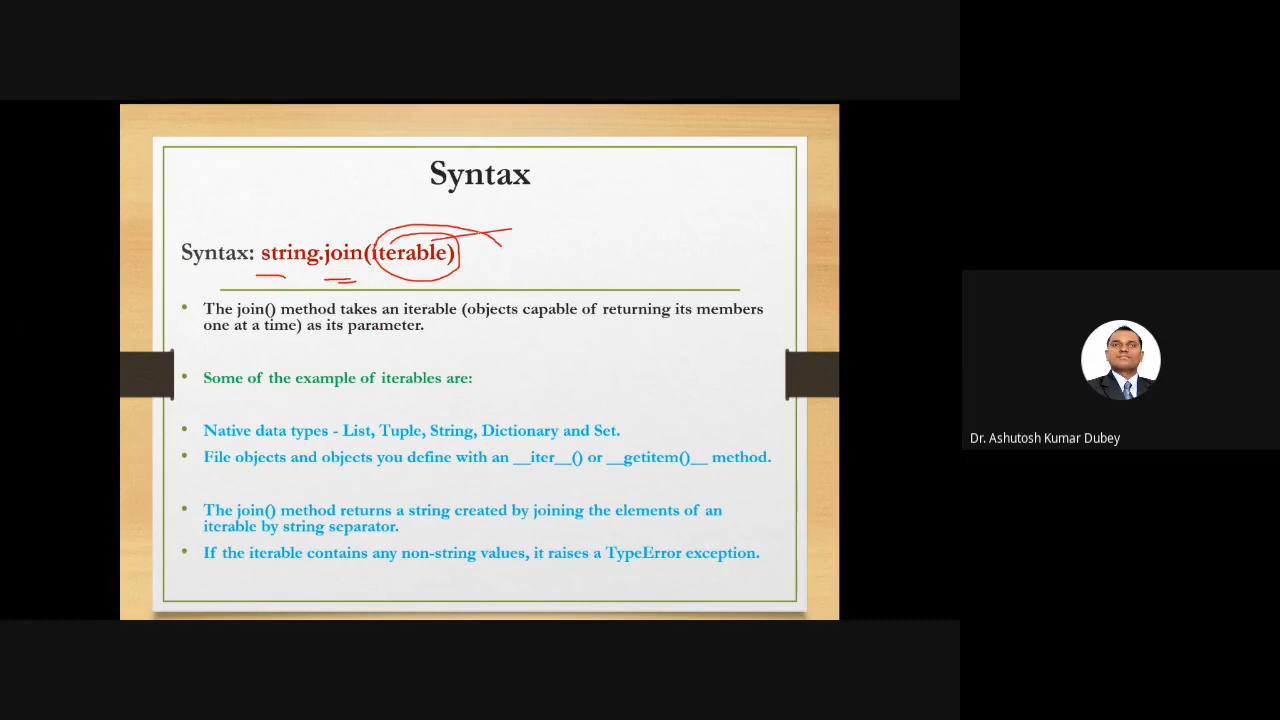 Syntax
Syntax: string.join(iterable)
• The join() method takes an iterable (objects capable of returning its members
one at a time) as its parameter.
• Some of the example of iterables are:
• Native data types - List, Tuple, String, Dictionary and Set.
• File objects and objects you define with an __iter__() or __getitem()__ method.
• The join() method returns a string created by joining the elements of an
iterable by string separator.
• If the iterable contains any non-string values, it raises a TypeError exception.
Dr. Ashutosh Kumar Dubey